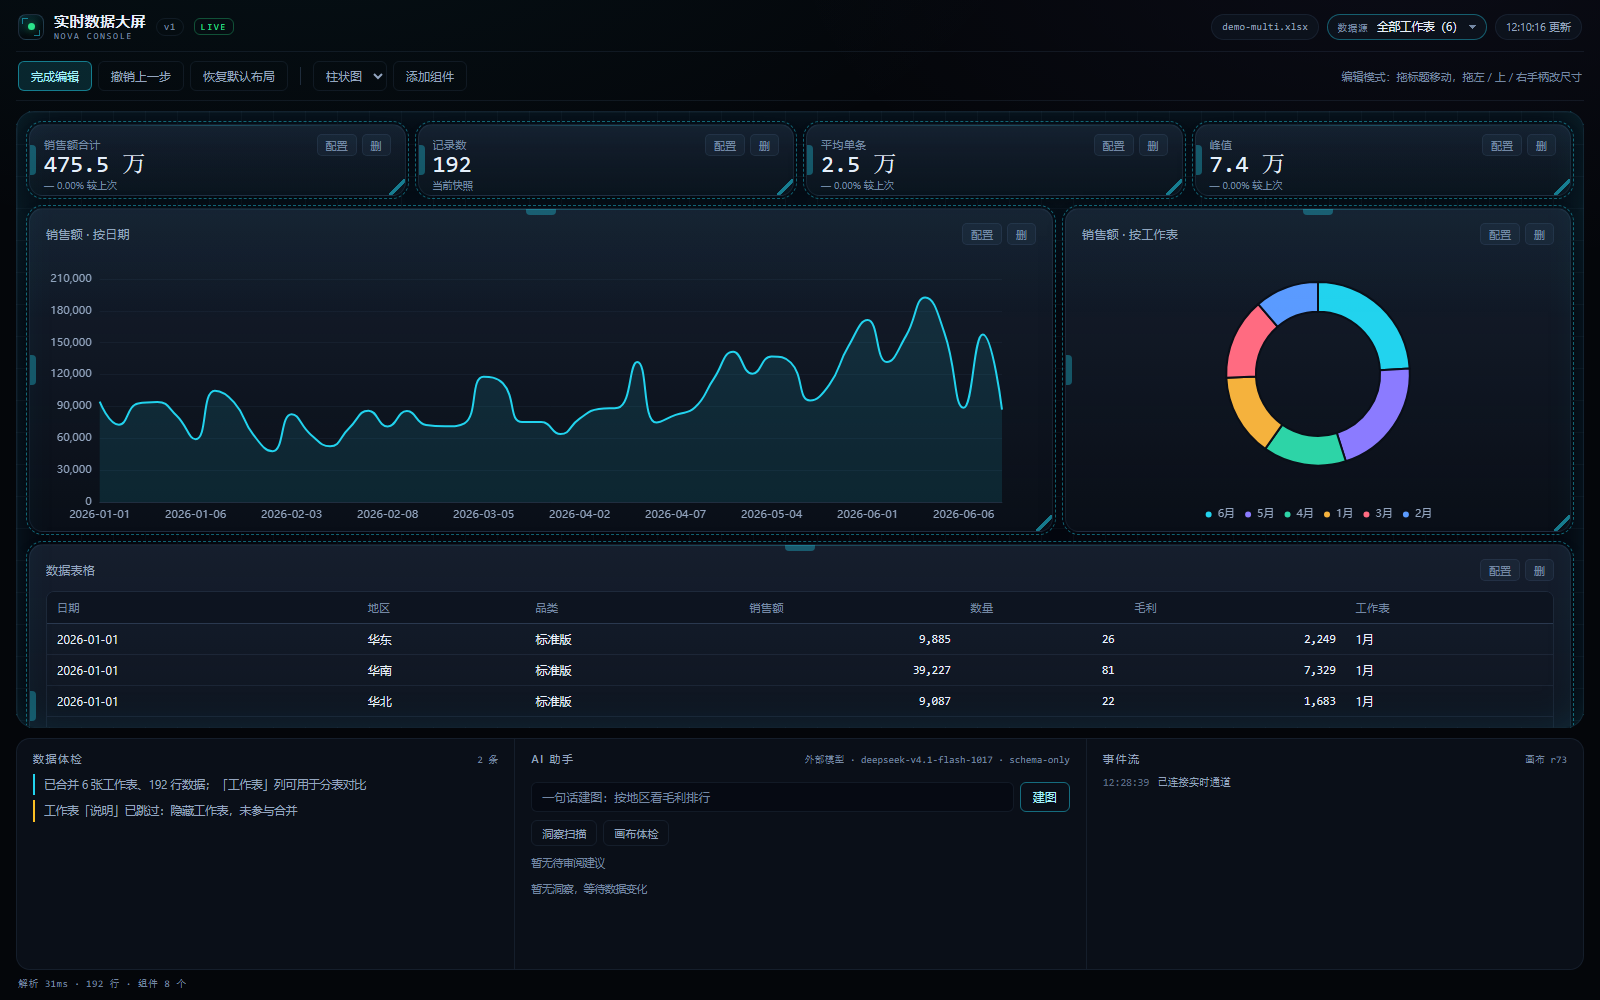 实时数据大屏 v1 LIVE
NOVA CONSOLE
demo-multi.xlsx
数据源 全部工作表 (6)
12:10:16 更新
完成编辑 撤销上一步 恢复默认布局 柱状图 添加组件
编辑模式：拖标题移动，拖左 / 上 / 右手柄改尺寸
销售额合计 配置 删
475.5 万
— 0.00% 较上次
记录数 配置 删
192
当前快照
平均单条 配置 删
2.5 万
— 0.00% 较上次
峰值 配置 删
7.4 万
— 0.00% 较上次
销售额 · 按日期 配置 删
210,000
180,000
150,000
120,000
90,000
60,000
30,000
0
2026-01-01 2026-01-06 2026-02-03 2026-02-08 2026-03-05 2026-04-02 2026-04-07 2026-05-04 2026-06-01 2026-06-06
销售额 · 按工作表 配置 删
6月 5月 4月 1月 3月 2月
数据表格 配置 删
日期 地区 品类 销售额 数量 毛利 工作表
2026-01-01 华东 标准版 9,885 26 2,249 1月
2026-01-01 华南 标准版 39,227 81 7,329 1月
2026-01-01 华北 标准版 9,087 22 1,683 1月
数据体检 2 条
已合并 6 张工作表、192 行数据；「工作表」列可用于分表对比
工作表「说明」已跳过：隐藏工作表，未参与合并
AI 助手 外部模型 · deepseek-v4.1-flash-1017 · schema-only
一句话建图：按地区看毛利排行 建图
洞察扫描 画布体检
暂无待审阅建议
暂无洞察，等待数据变化
事件流 画布 r73
12:28:39 已连接实时通道
解析 31ms · 192 行 · 组件 8 个